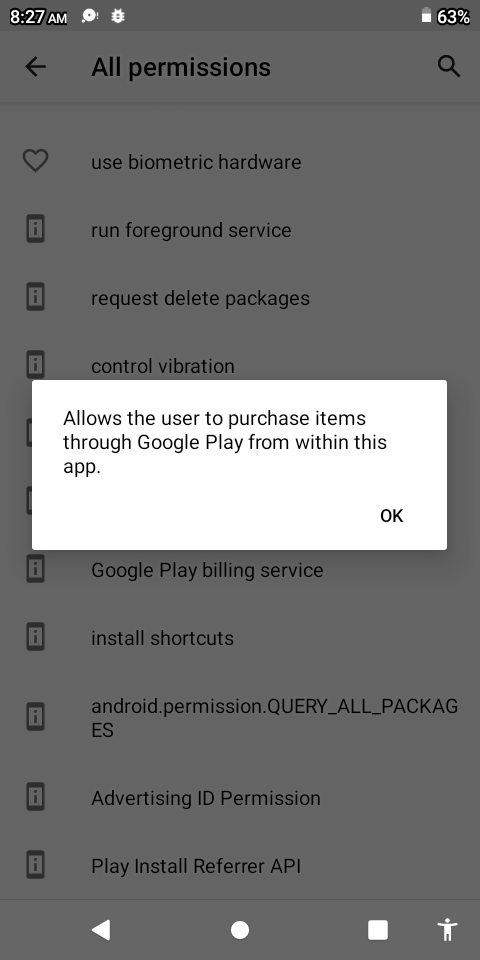 8:27 AM
63%
All permissions
use biometric hardware
run foreground service
request delete packages
control vibration
Allows the user to purchase items
through Google Play from within this
app.
OK
Google Play billing service
install shortcuts
android.permission.QUERY_ALL_PACKAG
ES
Advertising ID Permission
Play Install Referrer API